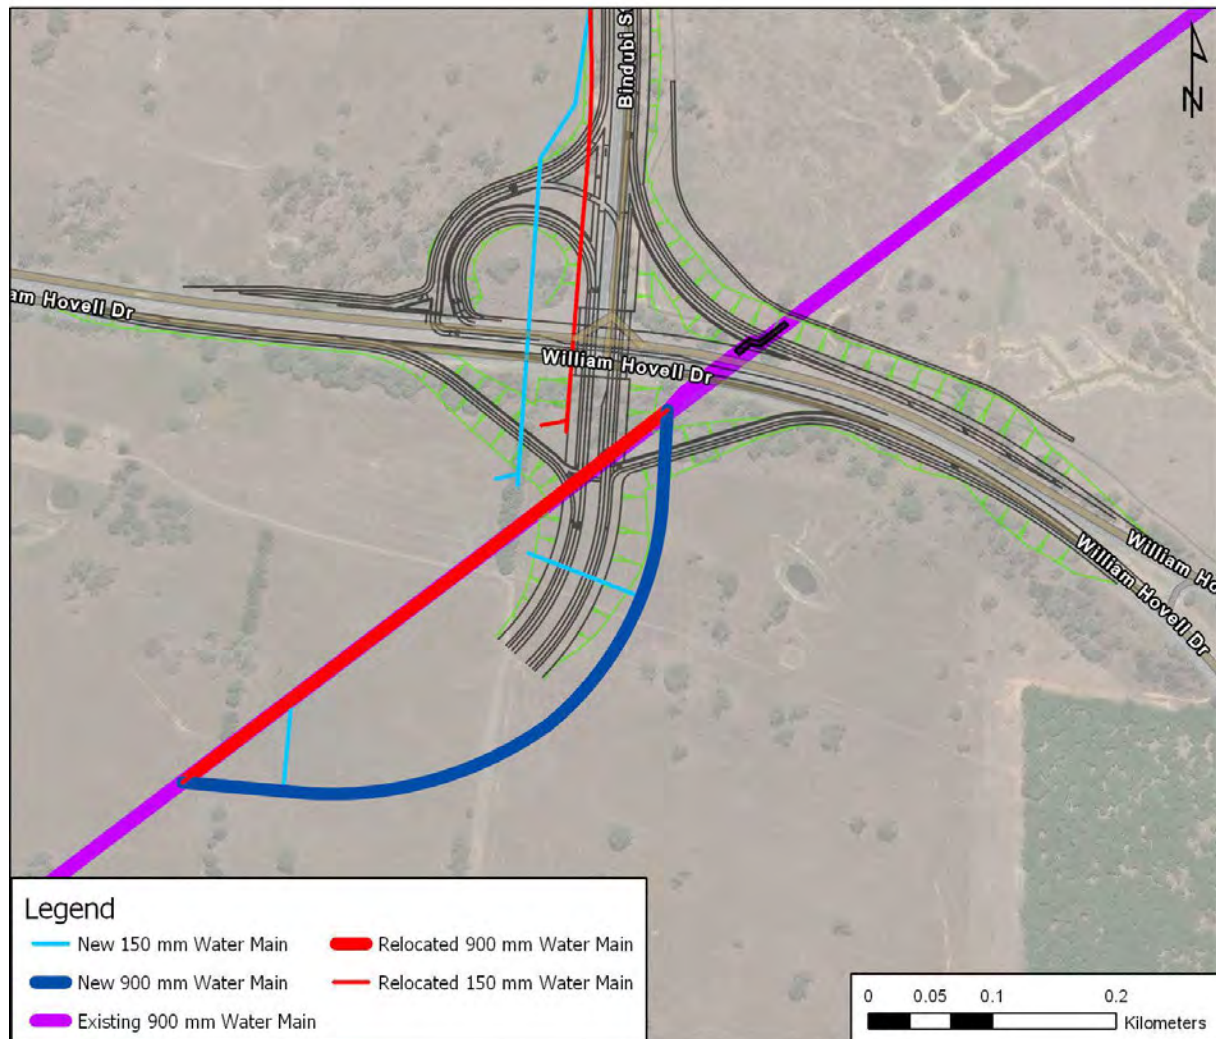 Bindubi S
N
am Hovell Dr
William Hovell Dr
William Ho
William Hovell Dr
Legend
New 150 mm Water Main
Relocated 900 mm Water Main
New 900 mm Water Main
Relocated 150 mm Water Main
Existing 900 mm Water Main
0 0.05 0.1 0.2
Kilometers